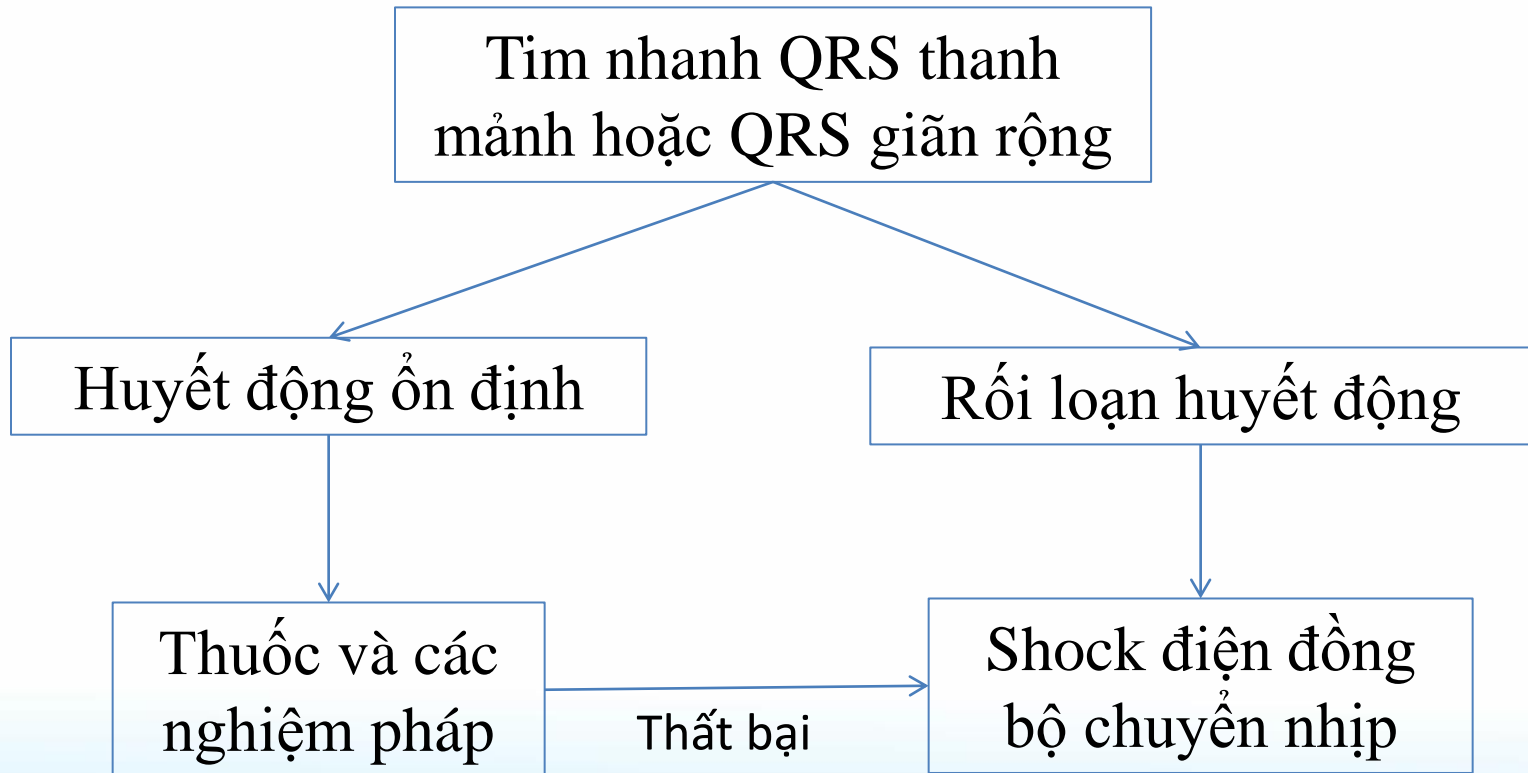 Tim nhanh QRS thanh
mảnh hoặc QRS giãn rộng
Huyết động ổn định
Rối loạn huyết động
Thuốc và các
nghiệm pháp
Thất bại
Shock điện đồng
bộ chuyển nhịp